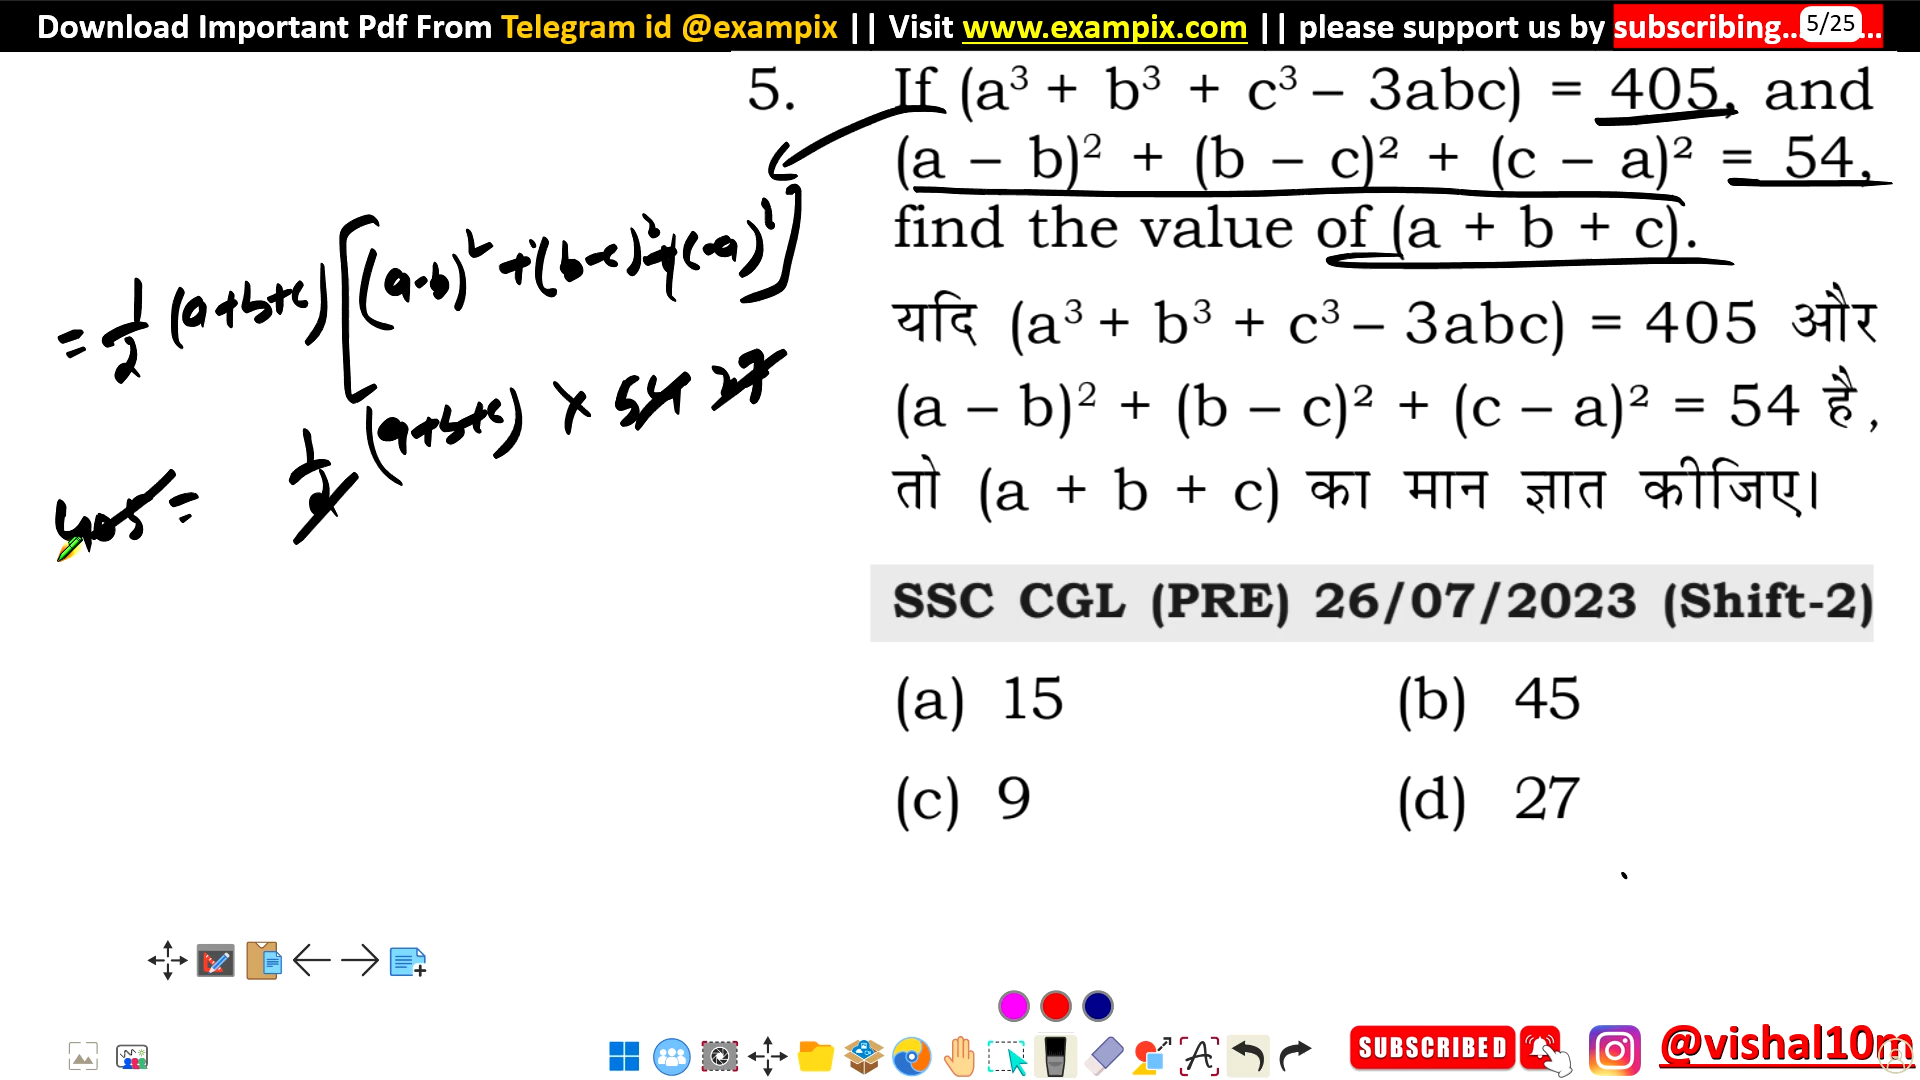 Download Important Pdf From Telegram id @exampix || Visit www.exampix.com || please support us by subscribing..
5/25
5. If (a³ + b³ + c³ – 3abc) = 405, and
(a – b)² + (b – c)² + (c – a)² = 54,
find the value of (a + b + c).
यदि (a³ + b³ + c³ – 3abc) = 405 और
(a – b)² + (b – c)² + (c – a)² = 54 है,
तो (a + b + c) का मान ज्ञात कीजिए।
SSC CGL (PRE) 26/07/2023 (Shift-2)
(a) 15 (b) 45
(c) 9 (d) 27
= 1/2 (a+b+c) [(a-b)² + (b-c)² + (c-a)²]
405 = 1/2 (a+b+c) × 54 27
SUBSCRIBED
@vishal10m